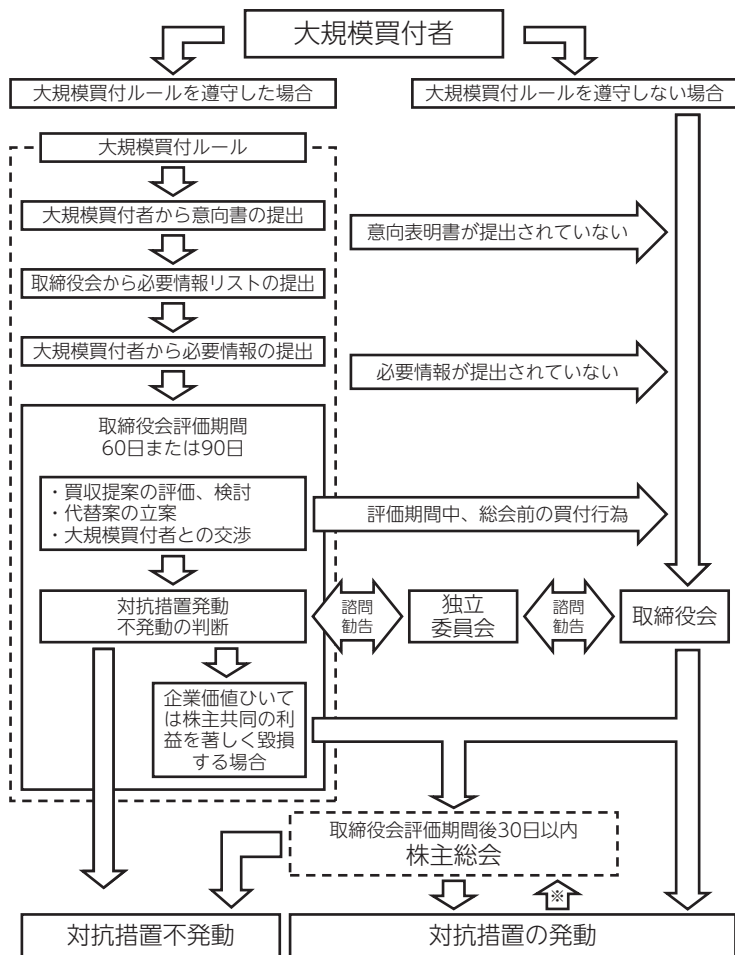 大規模買付者
大規模買付ルールを遵守した場合
大規模買付ルールを遵守しない場合
大規模買付ルール
大規模買付者から意向書の提出
意向表明書が提出されていない
取締役会から必要情報リストの提出
大規模買付者から必要情報の提出
必要情報が提出されていない
取締役会評価期間
60日または90日
・買収提案の評価、検討
・代替案の立案
・大規模買付者との交渉
評価期間中、総会前の買付行為
対抗措置発動
不発動の判断
諮問
勧告
独立
委員会
諮問
勧告
取締役会
企業価値ひいて
は株主共同の利
益を著しく毀損
する場合
取締役会評価期間後30日以内
株主総会
※
対抗措置不発動
対抗措置の発動